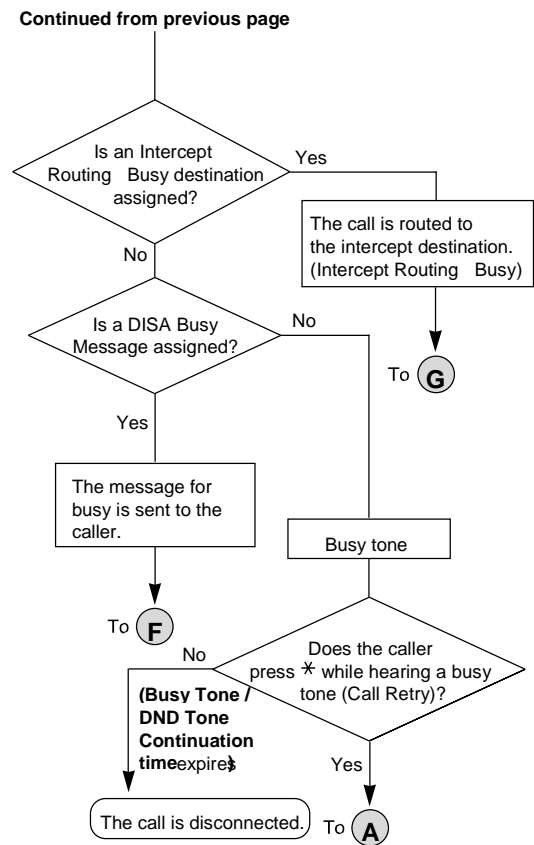 Continued from previous page
Is an Intercept
Routing Busy destination
assigned?
Yes
The call is routed to
the intercept destination.
(Intercept Routing Busy)
No
To G
Is a DISA Busy
Message assigned?
No
Yes
The message for
busy is sent to the
caller.
Busy tone
To F
Does the caller
press * while hearing a busy
tone (Call Retry)?
No
(Busy Tone /
DND Tone
Continuation
time expires)
Yes
The call is disconnected.
To A